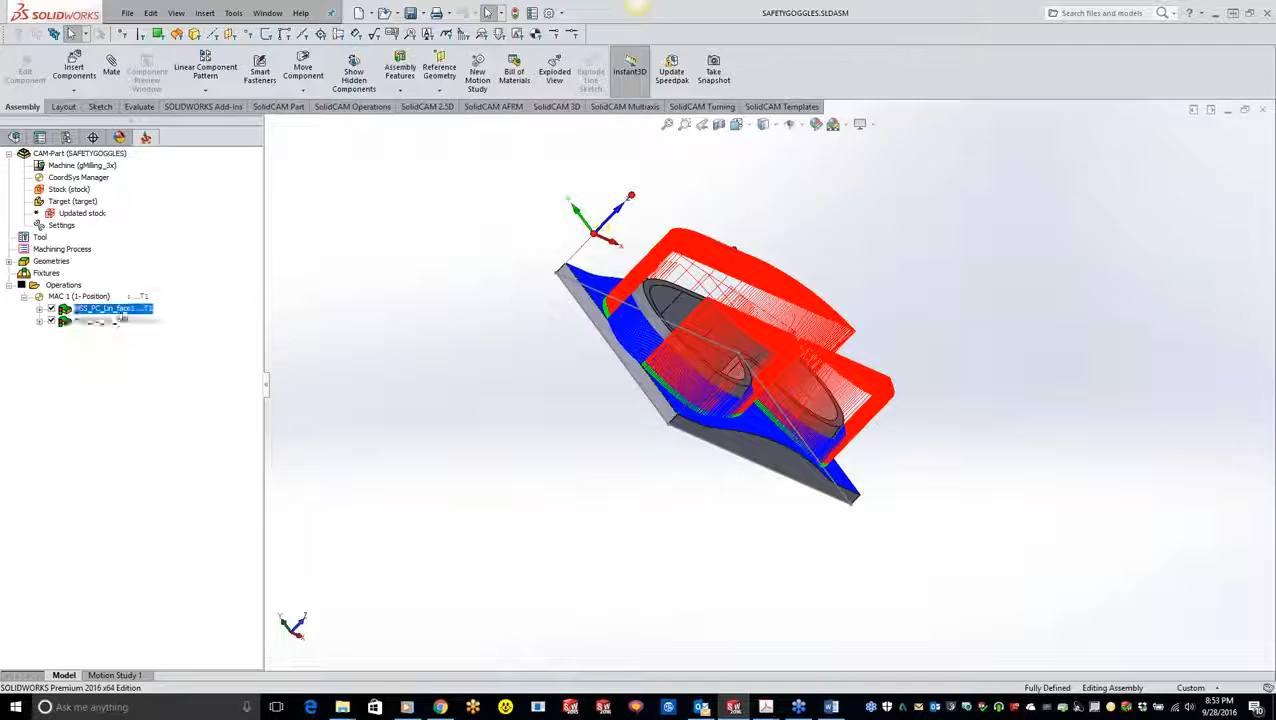 SOLIDWORKS
File Edit View Insert Tools Window Help
SAFETYGOGGLES.SLDASM
Search files and models
Edit Component
Insert Components
Mate
Component Preview Window
Linear Component Pattern
Smart Fasteners
Move Component
Show Hidden Components
Assembly Features
Reference Geometry
New Motion Study
Bill of Materials
Exploded View
Explode Line Sketch
Instant3D
Update Speedpak
Take Snapshot
Assembly Layout Sketch Evaluate SOLIDWORKS Add-Ins SolidCAM Part SolidCAM Operations SolidCAM 2.5D SolidCAM AFRM SolidCAM 3D SolidCAM Multiaxis SolidCAM Turning SolidCAM Templates
CAM-Part (SAFETYGOGGLES)
Machine (gMilling_3x)
CoordSys Manager
Stock (stock)
Target (target)
Updated stock
Settings
Tool
Machining Process
Geometries
Fixtures
Operations
MAC 1 (1- Position) : ...T1
HSS_PC_Lin_faces ...T1
Model Motion Study 1
SOLIDWORKS Premium 2016 x64 Edition
Fully Defined Editing Assembly Custom
Ask me anything
8:53 PM
9/28/2016